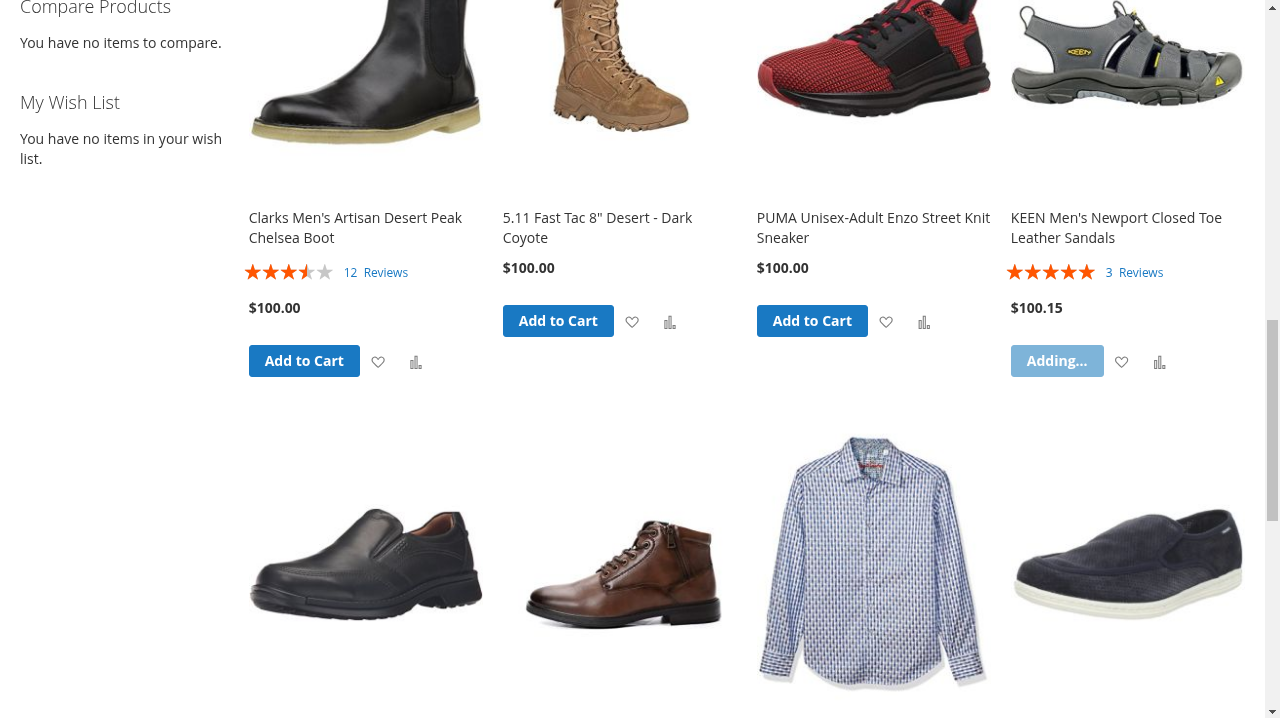 Compare Products
You have no items to compare.
My Wish List
You have no items in your wish
list.
KEEN
Clarks Men's Artisan Desert Peak
Chelsea Boot
12 Reviews
$100.00
Add to Cart
5.11 Fast Tac 8" Desert - Dark
Coyote
$100.00
Add to Cart
PUMA Unisex-Adult Enzo Street Knit
Sneaker
$100.00
Add to Cart
KEEN Men's Newport Closed Toe
Leather Sandals
3 Reviews
$100.15
Adding...